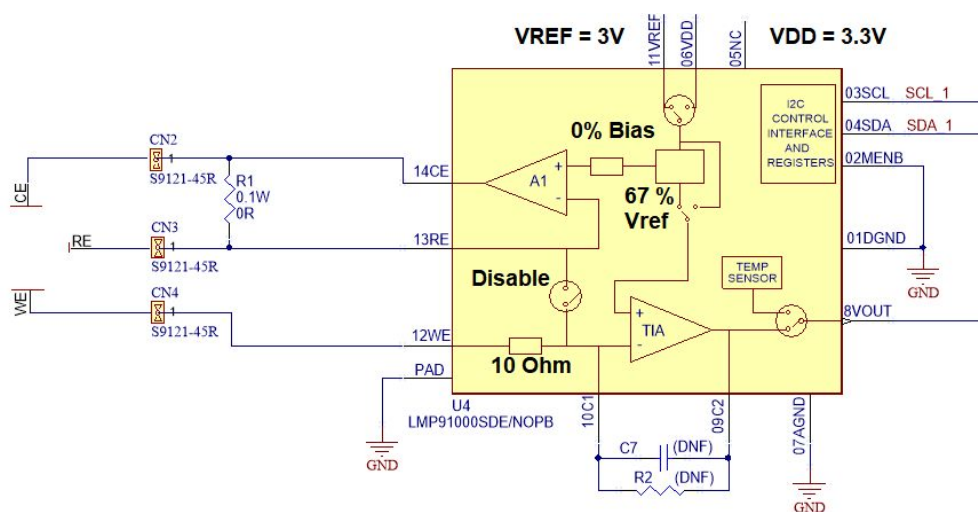 VREF = 3V
11VREF
06VDD
05NC
VDD = 3.3V
I2C
CONTROL
INTERFACE
AND
REGISTERS
03SCL SCL_1
04SDA SDA_1
02MENB
0% Bias
CN2
1
S9121-45R
CE
R1
0.1W
0R
14CE
A1
+
-
67 %
Vref
CN3
1
RE
S9121-45R
13RE
01DGND
GND
Disable
TEMP
SENSOR
WE
CN4
1
S9121-45R
12WE
+
TIA
-
8VOUT
10 Ohm
PAD
U4
LMP91000SDE/NOPB
10C1
09C2
07AGND
GND
C7 (DNF)
R2 (DNF)
GND